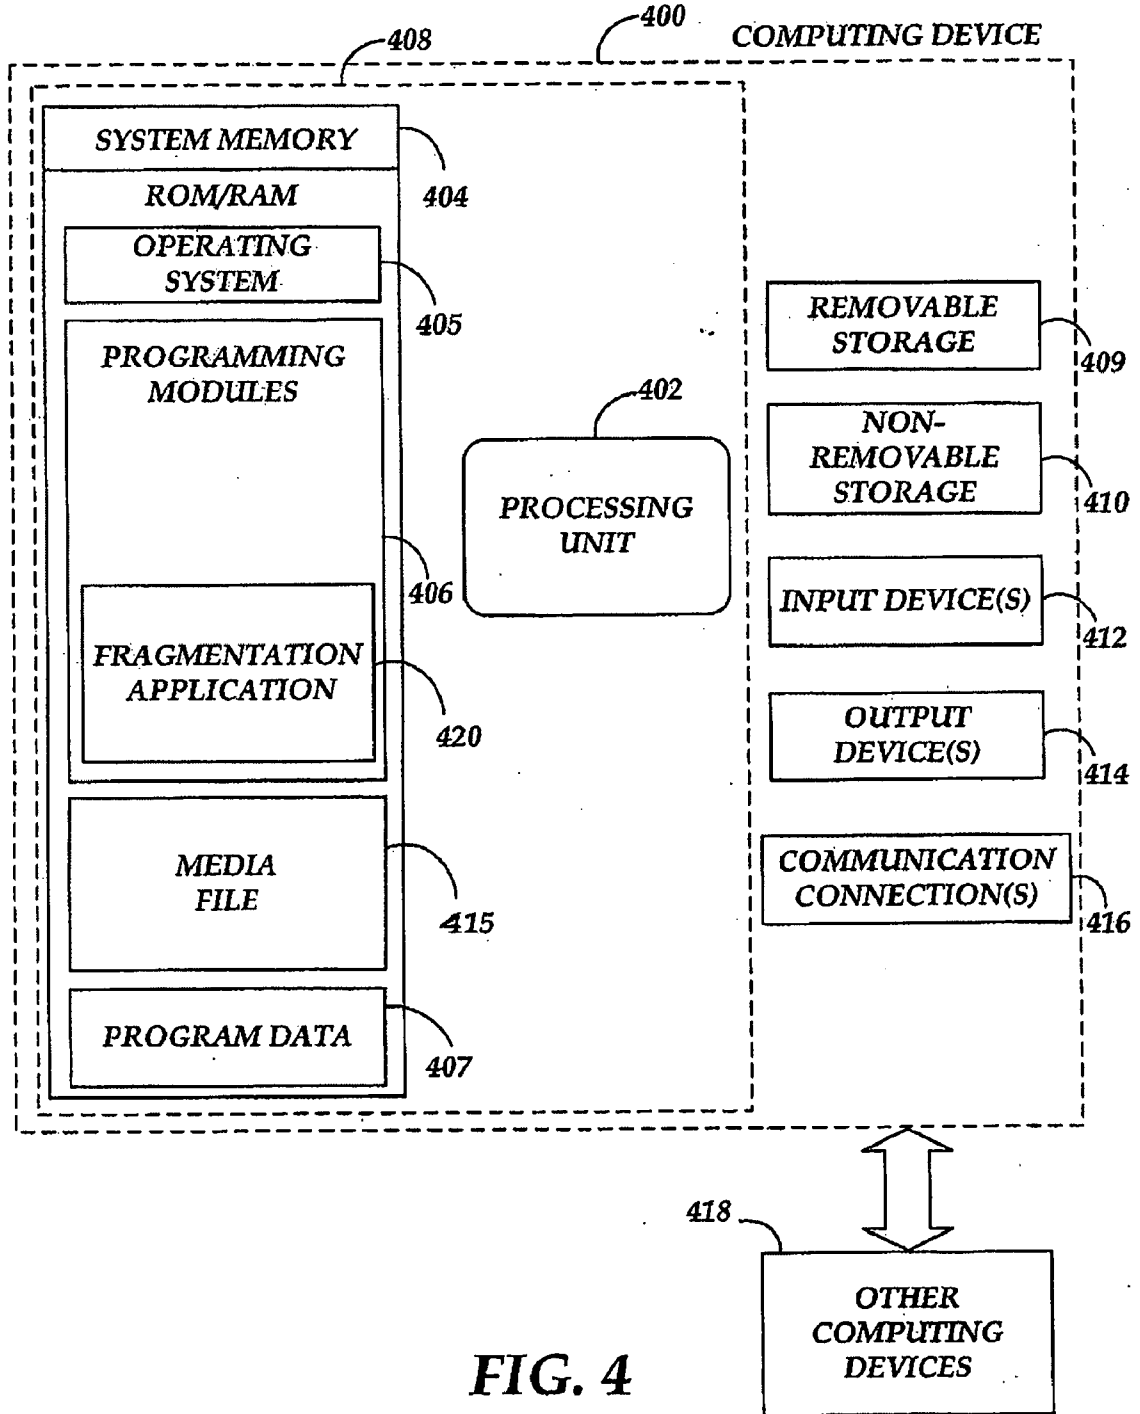 400
COMPUTING DEVICE
408
SYSTEM MEMORY
404
ROM/RAM
OPERATING
SYSTEM
405
PROGRAMMING
MODULES
406
FRAGMENTATION
APPLICATION
420
MEDIA
FILE
415
PROGRAM DATA
407
402
PROCESSING
UNIT
REMOVABLE
STORAGE
409
NON-
REMOVABLE
STORAGE
410
INPUT DEVICE(S)
412
OUTPUT
DEVICE(S)
414
COMMUNICATION
CONNECTION(S)
416
418
OTHER
COMPUTING
DEVICES
FIG. 4